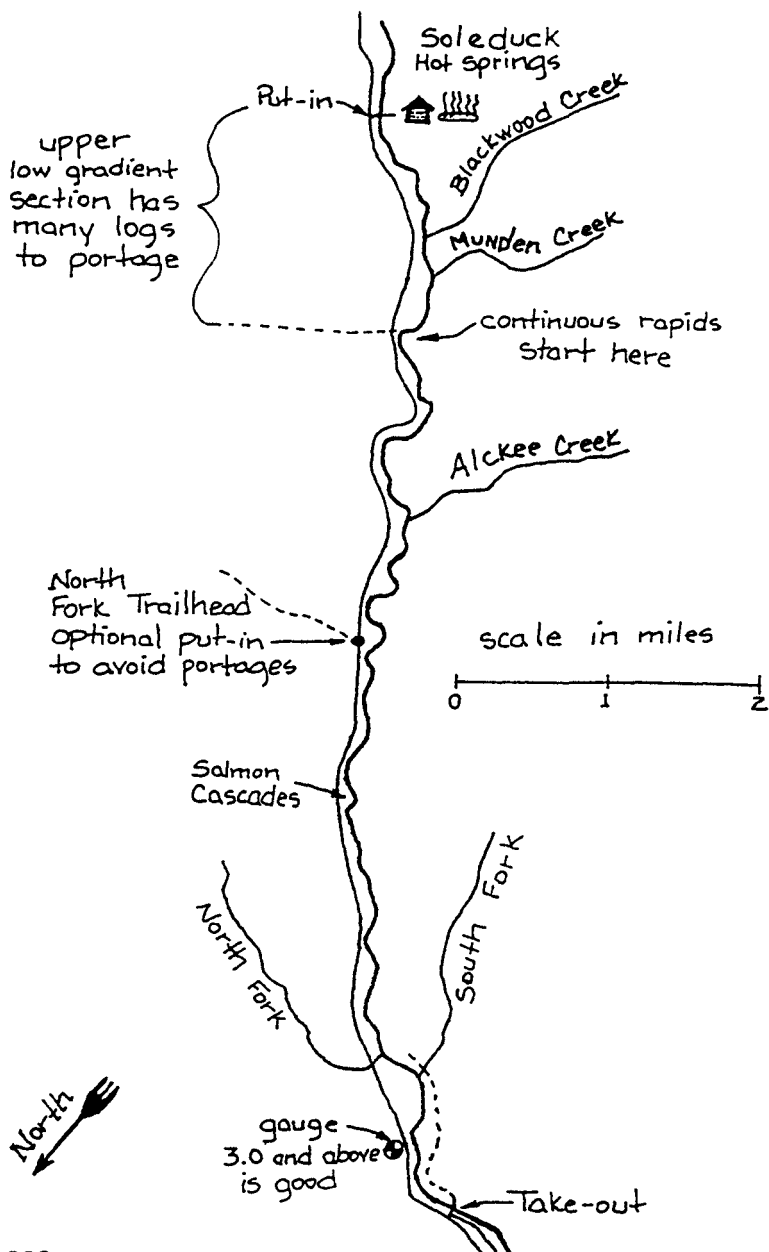 Soleduck
Hot Springs
Put-in
Blackwood Creek
upper
low gradient
section has
many logs
to portage
Munden Creek
continuous rapids
start here
Alckee Creek
North
Fork Trailhead
optional put-in
to avoid portages
scale in miles
0 1 2
Salmon
Cascades
North Fork
South Fork
North
gauge
3.0 and above
is good
Take-out